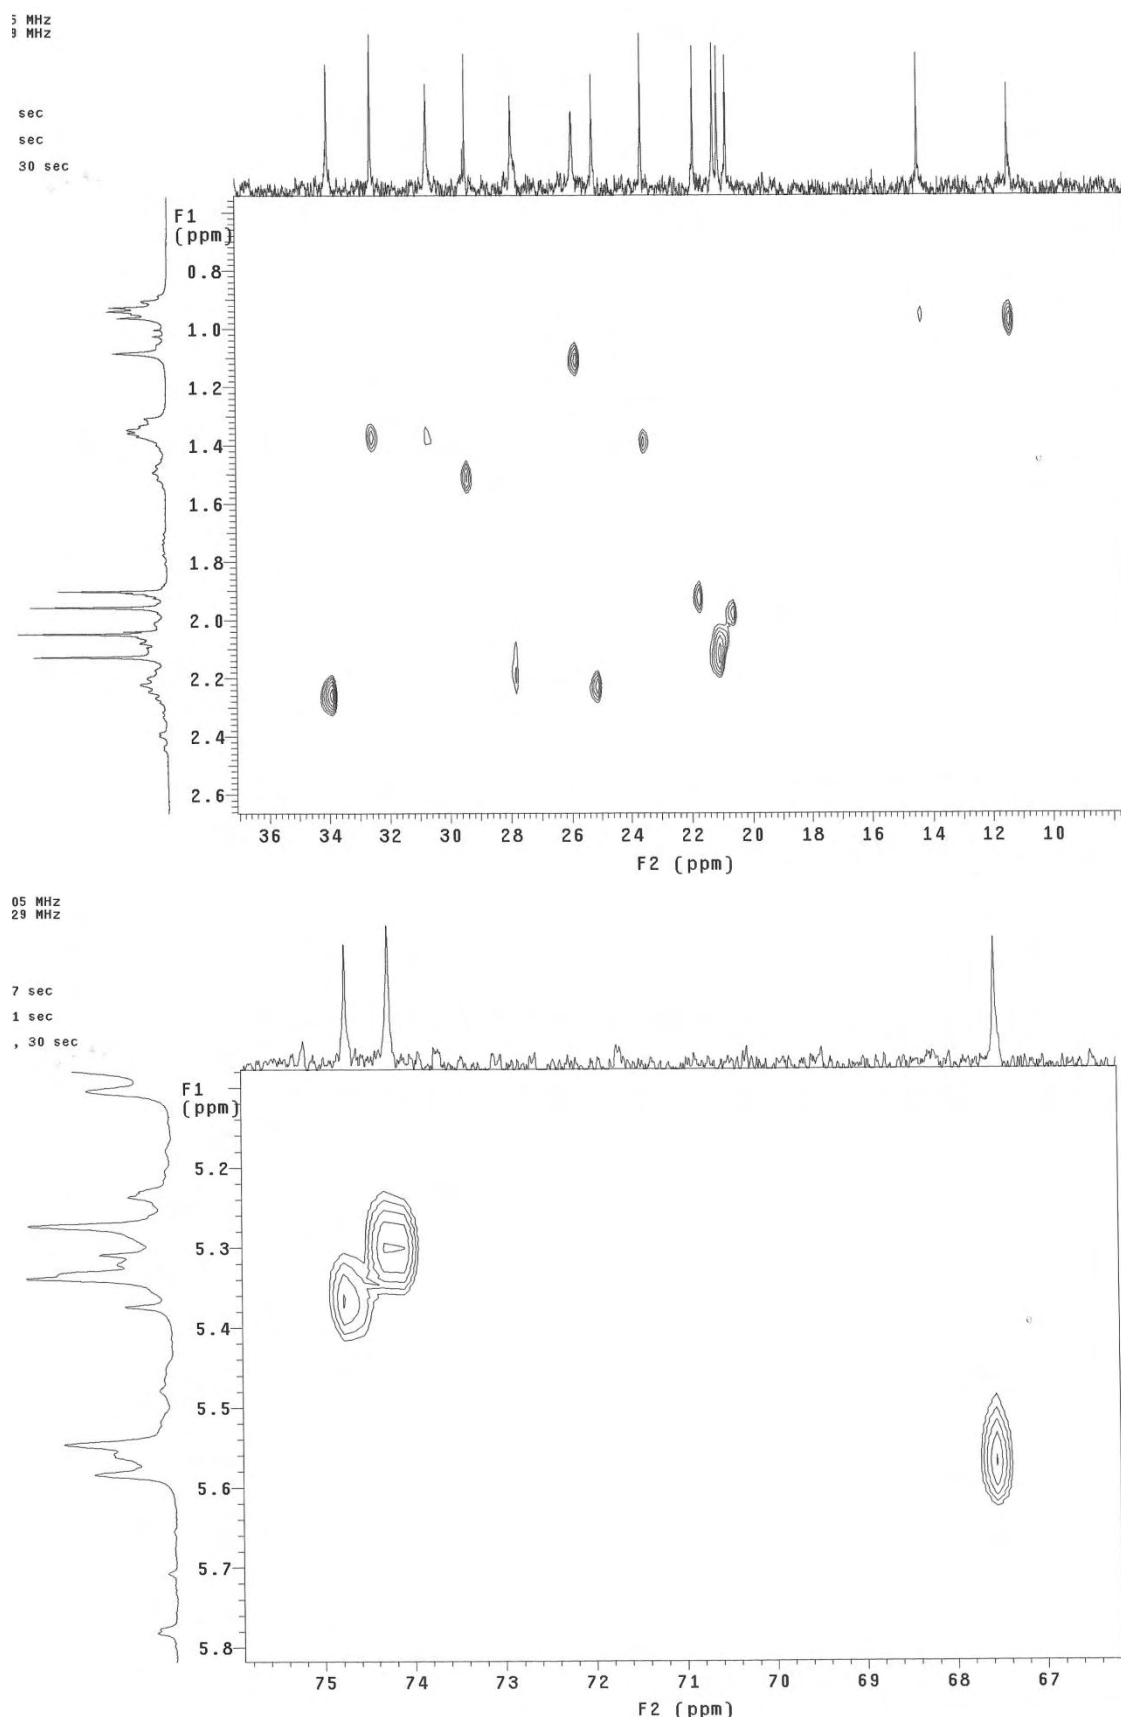 5 MHz
9 MHz
sec
sec
30 sec
F1
(ppm)
0.8
1.0
1.2
1.4
1.6
1.8
2.0
2.2
2.4
2.6
36 34 32 30 28 26 24 22 20 18 16 14 12 10
F2 (ppm)
05 MHz
29 MHz
7 sec
1 sec
, 30 sec
F1
(ppm)
5.2
5.3
5.4
5.5
5.6
5.7
5.8
75 74 73 72 71 70 69 68 67
F2 (ppm)